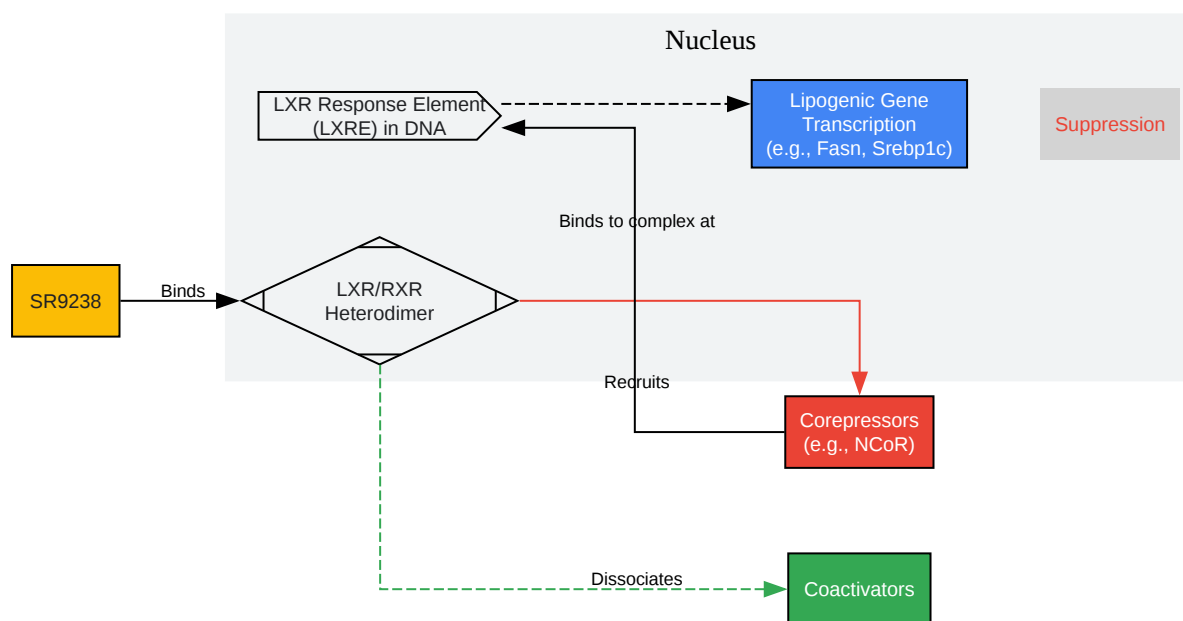 Nucleus
LXR Response Element
(LXRE) in DNA
Lipogenic Gene
Transcription
(e.g., Fasn, Srebp1c)
Suppression
Binds to complex at
SR9238
Binds
LXR/RXR
Heterodimer
Recruits
Corepressors
(e.g., NCoR)
Dissociates
Coactivators